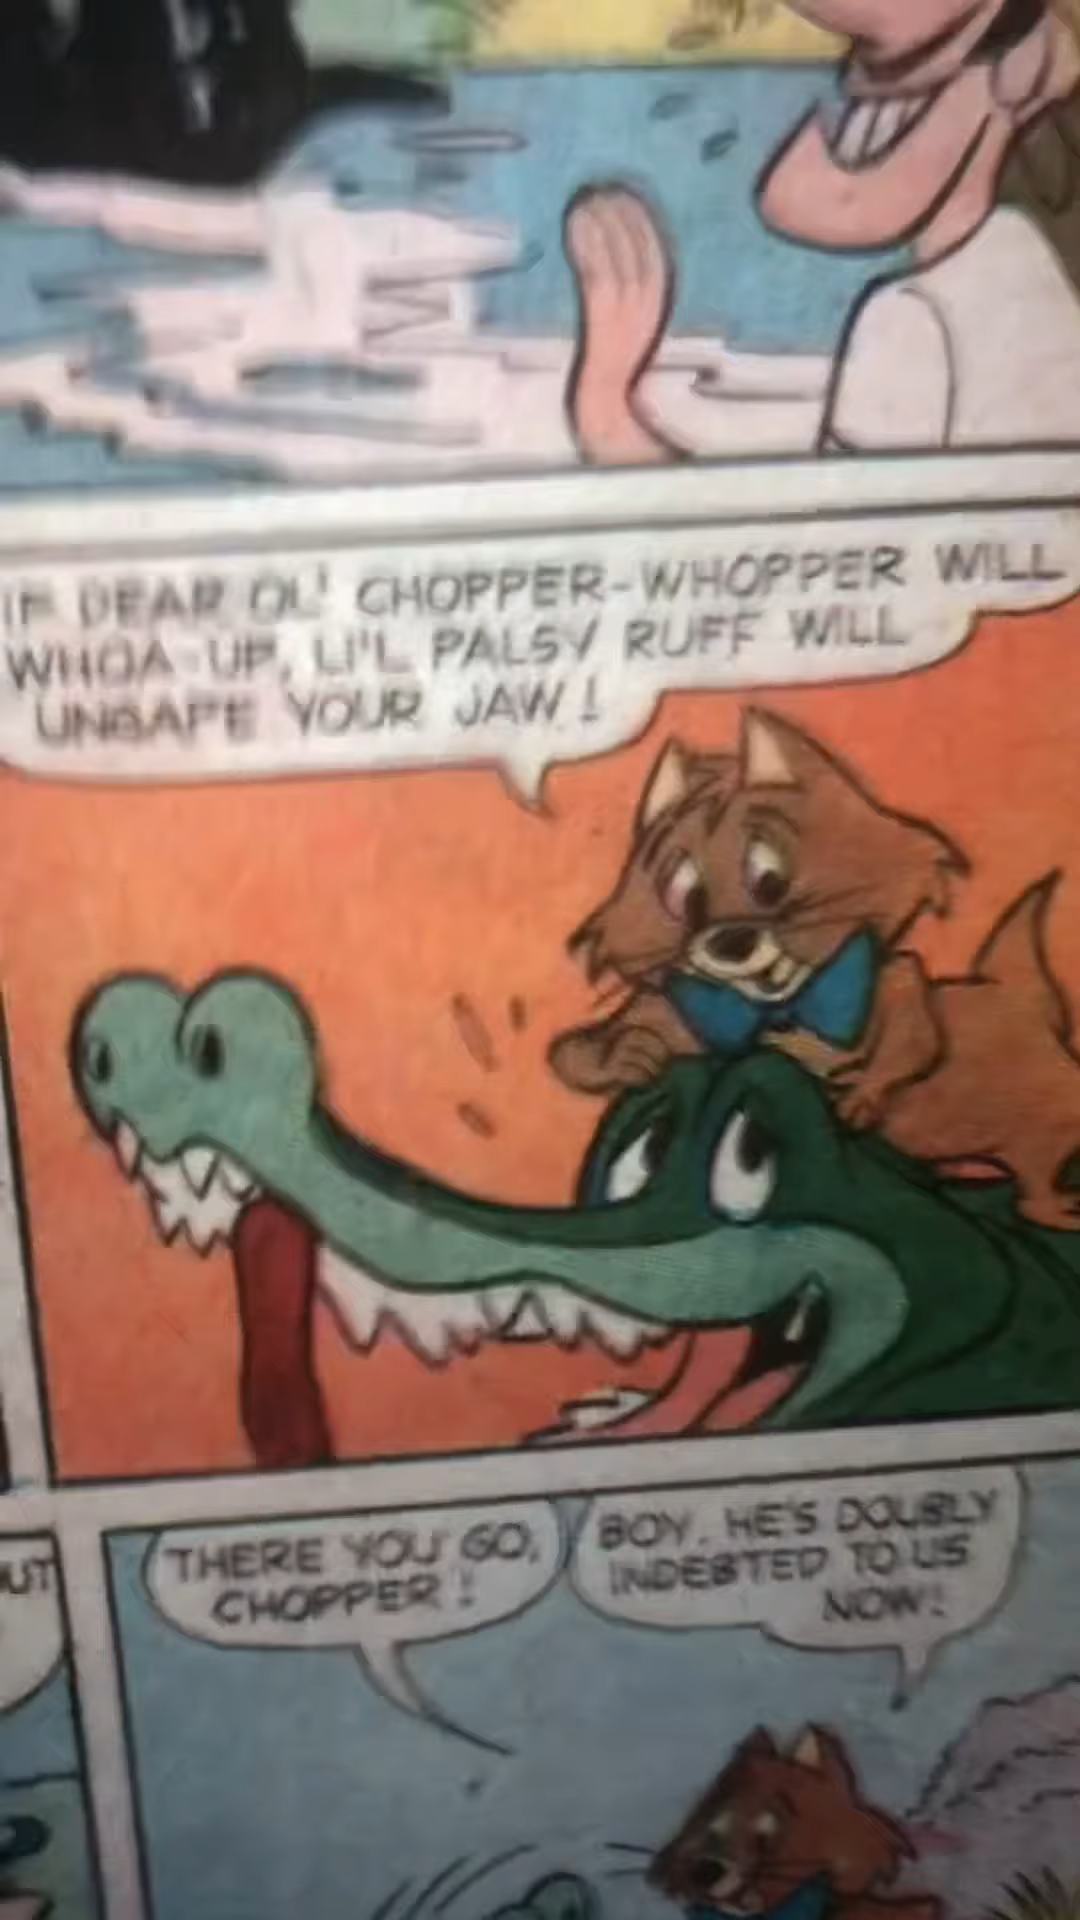 IF DEAR OL' CHOPPER-WHOPPER WILL
WHOA UP, LI'L PALSY RUFF WILL
UNGAPE YOUR JAW!
THERE YOU GO,
CHOPPER!
BOY, HE'S DOUBLY
INDEBTED TO US
NOW!